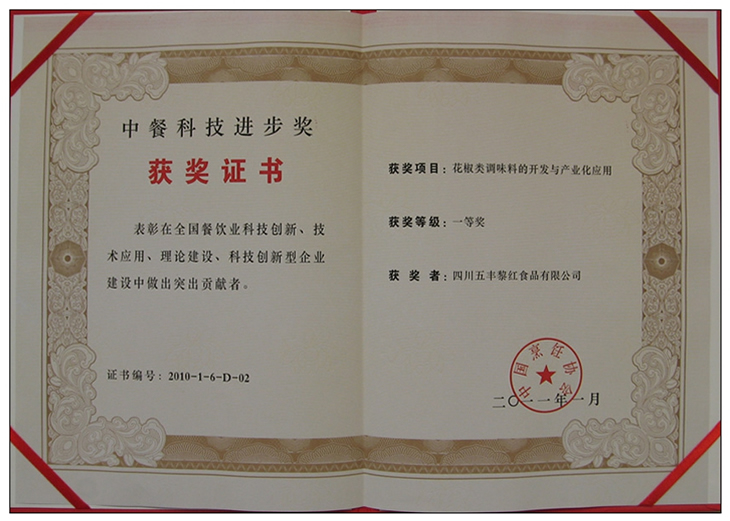 中餐科技进步奖
获奖证书
表彰在全国餐饮业科技创新、技
术应用、理论建设、科技创新型企业
建设中做出突出贡献者。
证书编号：2010-1-6-D-02
获奖项目：花椒类调味料的开发与产业化应用
获奖等级：一等奖
获 奖 者：四川五丰黎红食品有限公司
中国烹饪协会
二〇一一年一月